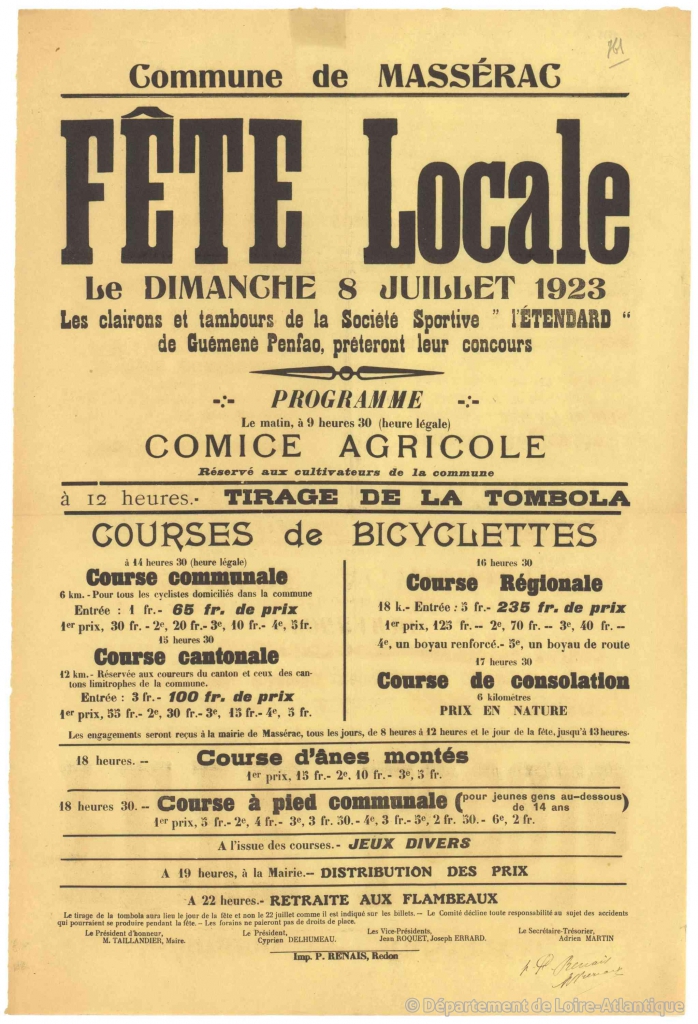 761
Commune de MASSÉRAC
FÊTE Locale
Le DIMANCHE 8 JUILLET 1923
Les clairons et tambours de la Société Sportive " l'ÉTENDARD "
de Guémené Penfao, préteront leur concours
-:- PROGRAMME -:-
Le matin, à 9 heures 30 (heure légale)
COMICE AGRICOLE
Réservé aux cultivateurs de la commune
à 12 heures.- TIRAGE DE LA TOMBOLA
COURSES de BICYCLETTES
à 14 heures 30 (heure légale)
Course communale
6 km. - Pour tous les cyclistes domiciliés dans la commune
Entrée : 1 fr.- 65 fr. de prix
1er prix, 30 fr. - 2e, 20 fr.- 3e, 10 fr.- 4e, 5 fr.
15 heures 30
Course cantonale
12 km. - Réservée aux coureurs du canton et ceux des can-
tons limitrophes de la commune.
Entrée : 3 fr.- 100 fr. de prix
1er prix, 55 fr.- 2e, 30 fr.- 3e, 15 fr.- 4e, 5 fr.
16 heures 30
Course Régionale
18 k.- Entrée : 5 fr.- 235 fr. de prix
1er prix, 125 fr. -- 2e, 70 fr. -- 3e, 40 fr. --
4e, un boyau renforcé.- 5e, un boyau de route
17 heures 30
Course de consolation
6 kilomètres
PRIX EN NATURE
Les engagements seront reçus à la mairie de Massérac, tous les jours, de 8 heures à 12 heures et le jour de la fête, jusqu'à 13 heures.
18 heures. -- Course d'ânes montés
1er prix, 15 fr.- 2e, 10 fr. - 3e, 5 fr.
18 heures 30. -- Course à pied communale (pour jeunes gens au-dessous de 14 ans)
1er prix, 5 fr.- 2e, 4 fr.- 3e, 3 fr. 50.- 4e, 3 fr.- 5e, 2 fr. 50.- 6e, 2 fr.
A l'issue des courses.- JEUX DIVERS
A 19 heures, à la Mairie.-- DISTRIBUTION DES PRIX
A 22 heures.- RETRAITE AUX FLAMBEAUX
Le tirage de la tombola aura lieu le jour de la fête et non le 22 juillet comme il est indiqué sur les billets. -- Le Comité décline toute responsabilité au sujet des accidents
qui pourraient se produire pendant la fête. -- Les forains ne paieront pas de droits de place.
Le Président d'honneur, Le Président, Les Vice-Présidents, Le Secrétaire-Trésorier,
M. TAILLANDIER, Maire. Cyprien DELHUMEAU. Jean ROQUET, Joseph ERRARD. Adrien MARTIN
Imp. P. RENAIS, Redon
© Département de Loire-Atlantique